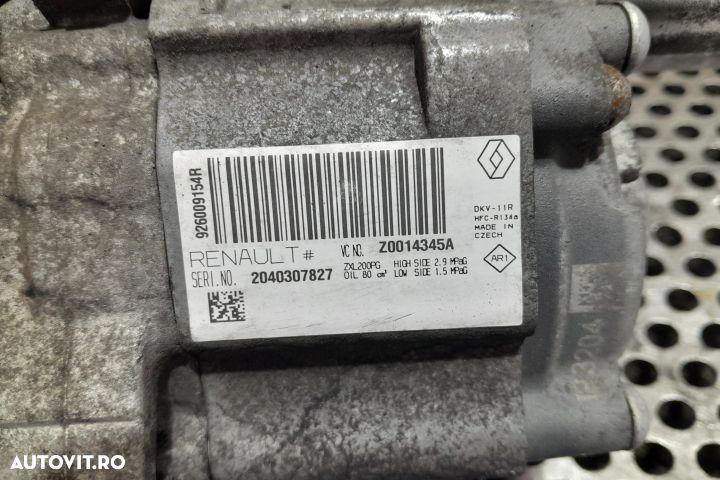 926009154R
RENAULT#
VC NO. Z0014345A
SERI.NO. 2040307827
ZXL200PG HIGH SIDE 2.9 MPaG
OIL 80 cm³ LOW SIDE 1.5 MPaG
DKV-11R
HFC-R134a
MADE IN
CZECH
AR1
AUTOVIT.RO